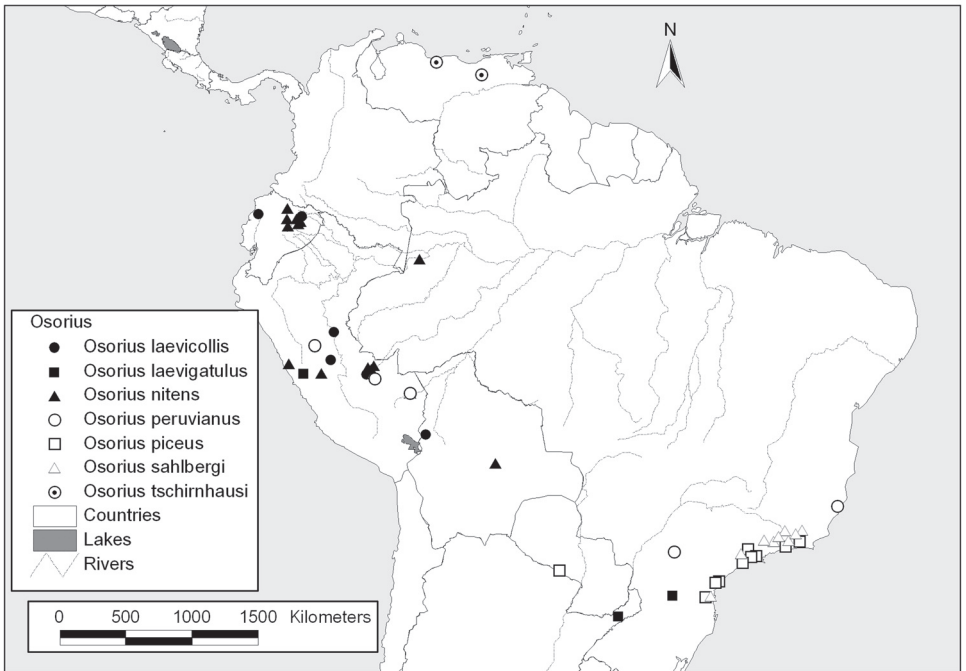 N
Osorius
Osorius laevicollis
Osorius laevigatulus
Osorius nitens
Osorius peruvianus
Osorius piceus
Osorius sahlbergi
Osorius tschirnhausi
Countries
Lakes
Rivers
0 500 1000 1500 Kilometers